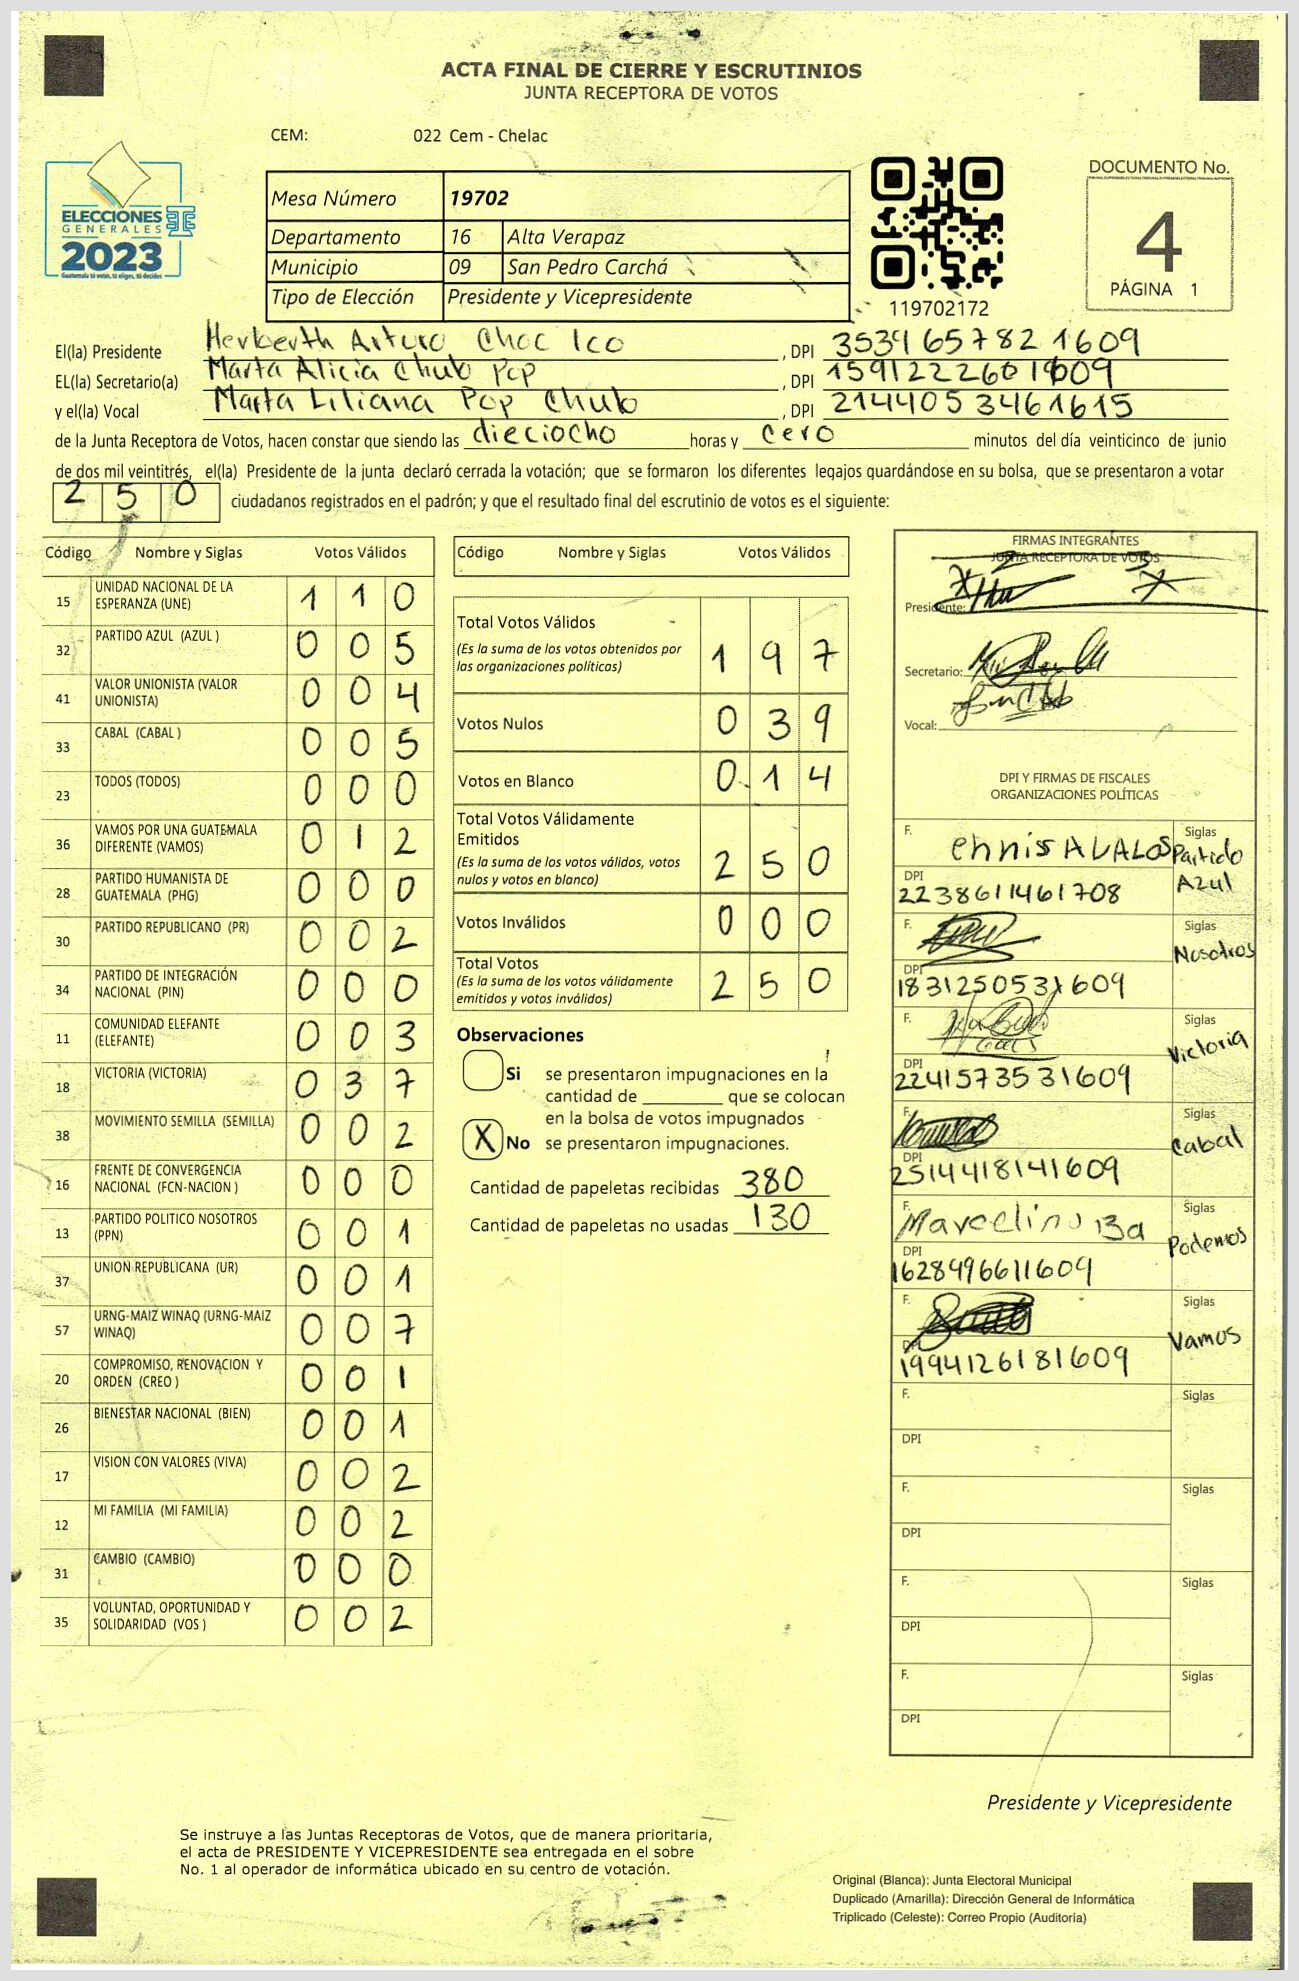 ACTA FINAL DE CIERRE Y ESCRUTINIOS
JUNTA RECEPTORA DE VOTOS
CEM: 022 Cem - Chelac
ELECCIONES
GENERALES
2023
Guatemala tú votas, tú eliges, tú decides
Mesa Número 19702
Departamento 16 Alta Verapaz
Municipio 09 San Pedro Carchá
Tipo de Elección Presidente y Vicepresidente
119702172
DOCUMENTO No.
4
PÁGINA 1
El(la) Presidente Herberth Arturo Choc Ico , DPI 3534657821609
EL(la) Secretario(a) Marta Alicia Chub Pop , DPI
y el(la) Vocal Marta Liliana Pop Chub , DPI 2144053461615
de la Junta Receptora de Votos, hacen constar que siendo las dieciocho horas y cero minutos del día veinticinco de junio
de dos mil veintitrés, el(la) Presidente de la junta declaró cerrada la votación; que se formaron los diferentes legajos guardándose en su bolsa, que se presentaron a votar
250 ciudadanos registrados en el padrón; y que el resultado final del escrutinio de votos es el siguiente:
Código Nombre y Siglas Votos Válidos
15 UNIDAD NACIONAL DE LA ESPERANZA (UNE) 1 1 0
32 PARTIDO AZUL (AZUL ) 0 0 5
41 VALOR UNIONISTA (VALOR UNIONISTA) 0 0 4
33 CABAL (CABAL ) 0 0 5
23 TODOS (TODOS) 0 0 0
36 VAMOS POR UNA GUATEMALA DIFERENTE (VAMOS) 0 1 2
28 PARTIDO HUMANISTA DE GUATEMALA (PHG) 0 0 0
30 PARTIDO REPUBLICANO (PR) 0 0 2
34 PARTIDO DE INTEGRACIÓN NACIONAL (PIN) 0 0 0
11 COMUNIDAD ELEFANTE (ELEFANTE) 0 0 3
18 VICTORIA (VICTORIA) 0 3 7
38 MOVIMIENTO SEMILLA (SEMILLA) 0 0 2
16 FRENTE DE CONVERGENCIA NACIONAL (FCN-NACION ) 0 0 0
13 PARTIDO POLITICO NOSOTROS (PPN) 0 0 1
37 UNION REPUBLICANA (UR) 0 0 1
57 URNG-MAIZ WINAQ (URNG-MAIZ WINAQ) 0 0 7
20 COMPROMISO, RENOVACION Y ORDEN (CREO ) 0 0 1
26 BIENESTAR NACIONAL (BIEN) 0 0 1
17 VISION CON VALORES (VIVA) 0 0 2
12 MI FAMILIA (MI FAMILIA) 0 0 2
31 CAMBIO (CAMBIO) 0 0 0
35 VOLUNTAD, OPORTUNIDAD Y SOLIDARIDAD (VOS ) 0 0 2
Código Nombre y Siglas Votos Válidos
Total Votos Válidos
(Es la suma de los votos obtenidos por
las organizaciones políticas) 1 9 7
Votos Nulos 0 3 9
Votos en Blanco 0 1 4
Total Votos Válidamente
Emitidos
(Es la suma de los votos válidos, votos
nulos y votos en blanco) 2 5 0
Votos Inválidos 0 0 0
Total Votos
(Es la suma de los votos válidamente
emitidos y votos inválidos) 2 5 0
Observaciones
Si se presentaron impugnaciones en la
cantidad de ________ que se colocan
en la bolsa de votos impugnados
X No se presentaron impugnaciones.
Cantidad de papeletas recibidas 380
Cantidad de papeletas no usadas 130
FIRMAS INTEGRANTES
JUNTA RECEPTORA DE VOTOS
Presidente:
Secretario:
Vocal:
DPI Y FIRMAS DE FISCALES
ORGANIZACIONES POLÍTICAS
F. ehnis AVALOS Siglas Partido Azul
DPI 2238611461708
F. Siglas Nosotros
DPI 1831250531609
F. Siglas Victoria
DPI 2241573531609
F. Siglas Cabal
DPI 2514418141609
F. Marcelino Ba Siglas Podemos
DPI 1628496611609
F. Siglas Vamos
DPI 1994126181609
F. Siglas
DPI
F. Siglas
DPI
F. Siglas
DPI
F. Siglas
DPI
Presidente y Vicepresidente
Se instruye a las Juntas Receptoras de Votos, que de manera prioritaria,
el acta de PRESIDENTE Y VICEPRESIDENTE sea entregada en el sobre
No. 1 al operador de informática ubicado en su centro de votación.
Original (Blanca): Junta Electoral Municipal
Duplicado (Amarilla): Dirección General de Informática
Triplicado (Celeste): Correo Propio (Auditoría)